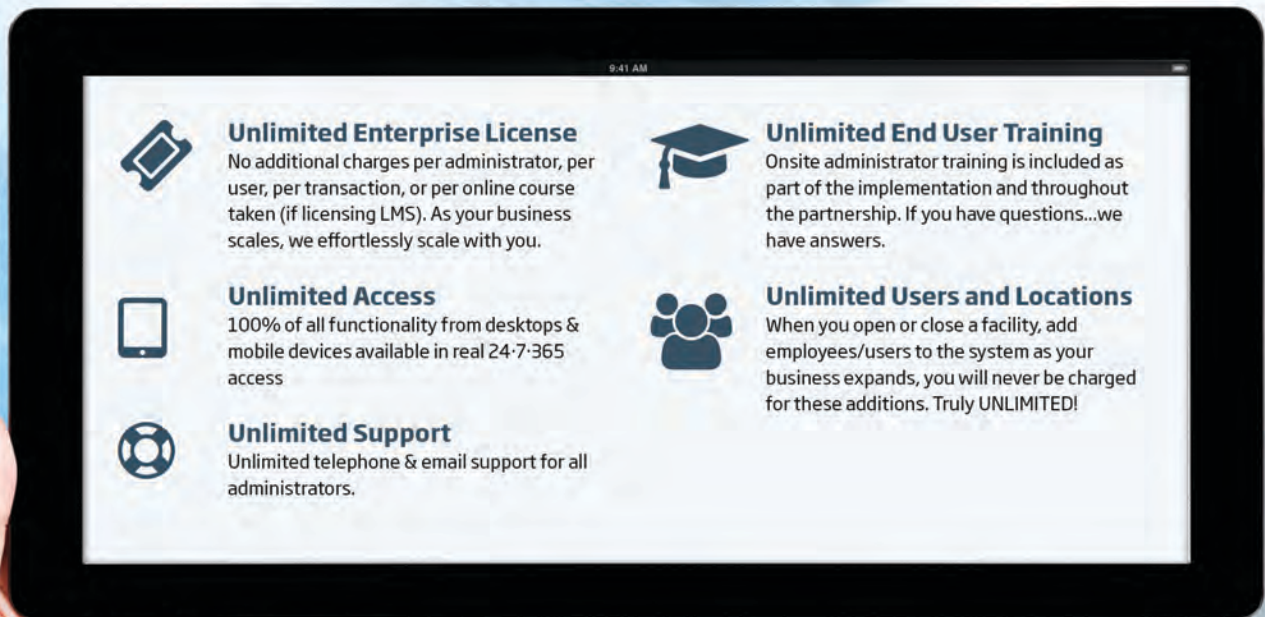 9:41 AM
Unlimited Enterprise License
No additional charges per administrator, per
user, per transaction, or per online course
taken (if licensing LMS). As your business
scales, we effortlessly scale with you.
Unlimited Access
100% of all functionality from desktops &
mobile devices available in real 24·7·365
access
Unlimited Support
Unlimited telephone & email support for all
administrators.
Unlimited End User Training
Onsite administrator training is included as
part of the implementation and throughout
the partnership. If you have questions...we
have answers.
Unlimited Users and Locations
When you open or close a facility, add
employees/users to the system as your
business expands, you will never be charged
for these additions. Truly UNLIMITED!